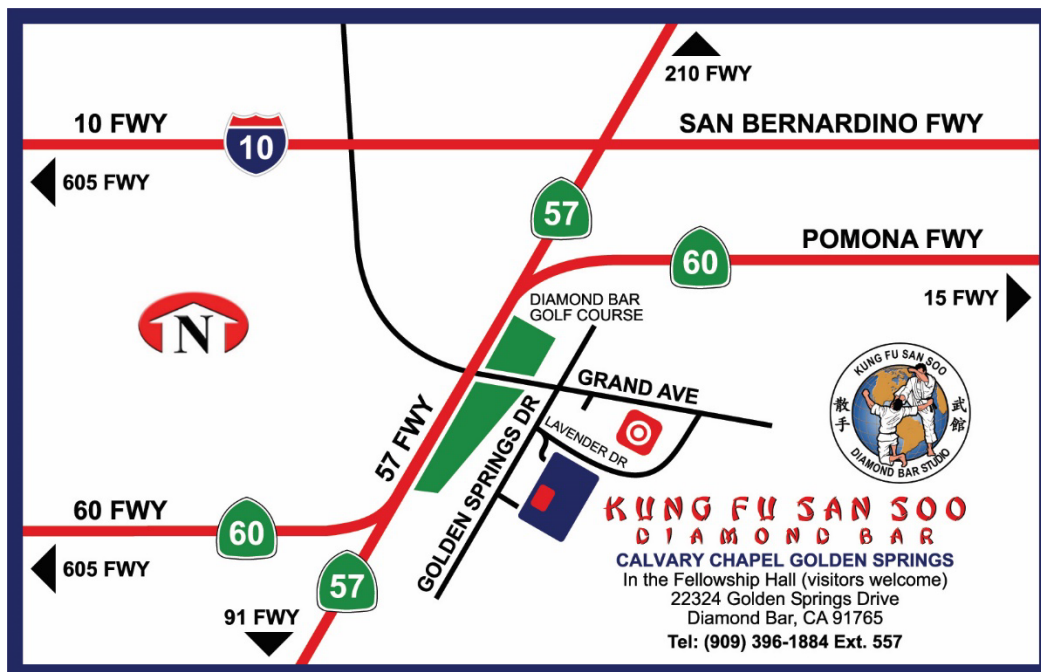 210 FWY
10 FWY
10
SAN BERNARDINO FWY
605 FWY
57
POMONA FWY
60
15 FWY
DIAMOND BAR
GOLF COURSE
N
GRAND AVE
KUNG FU SAN SOO
散手
武館
DIAMOND BAR STUDIO
57 FWY
GOLDEN SPRINGS DR
LAVENDER DR
60 FWY
60
605 FWY
57
91 FWY
KUNG FU SAN SOO
DIAMOND BAR
CALVARY CHAPEL GOLDEN SPRINGS
In the Fellowship Hall (visitors welcome)
22324 Golden Springs Drive
Diamond Bar, CA 91765
Tel: (909) 396-1884 Ext. 557